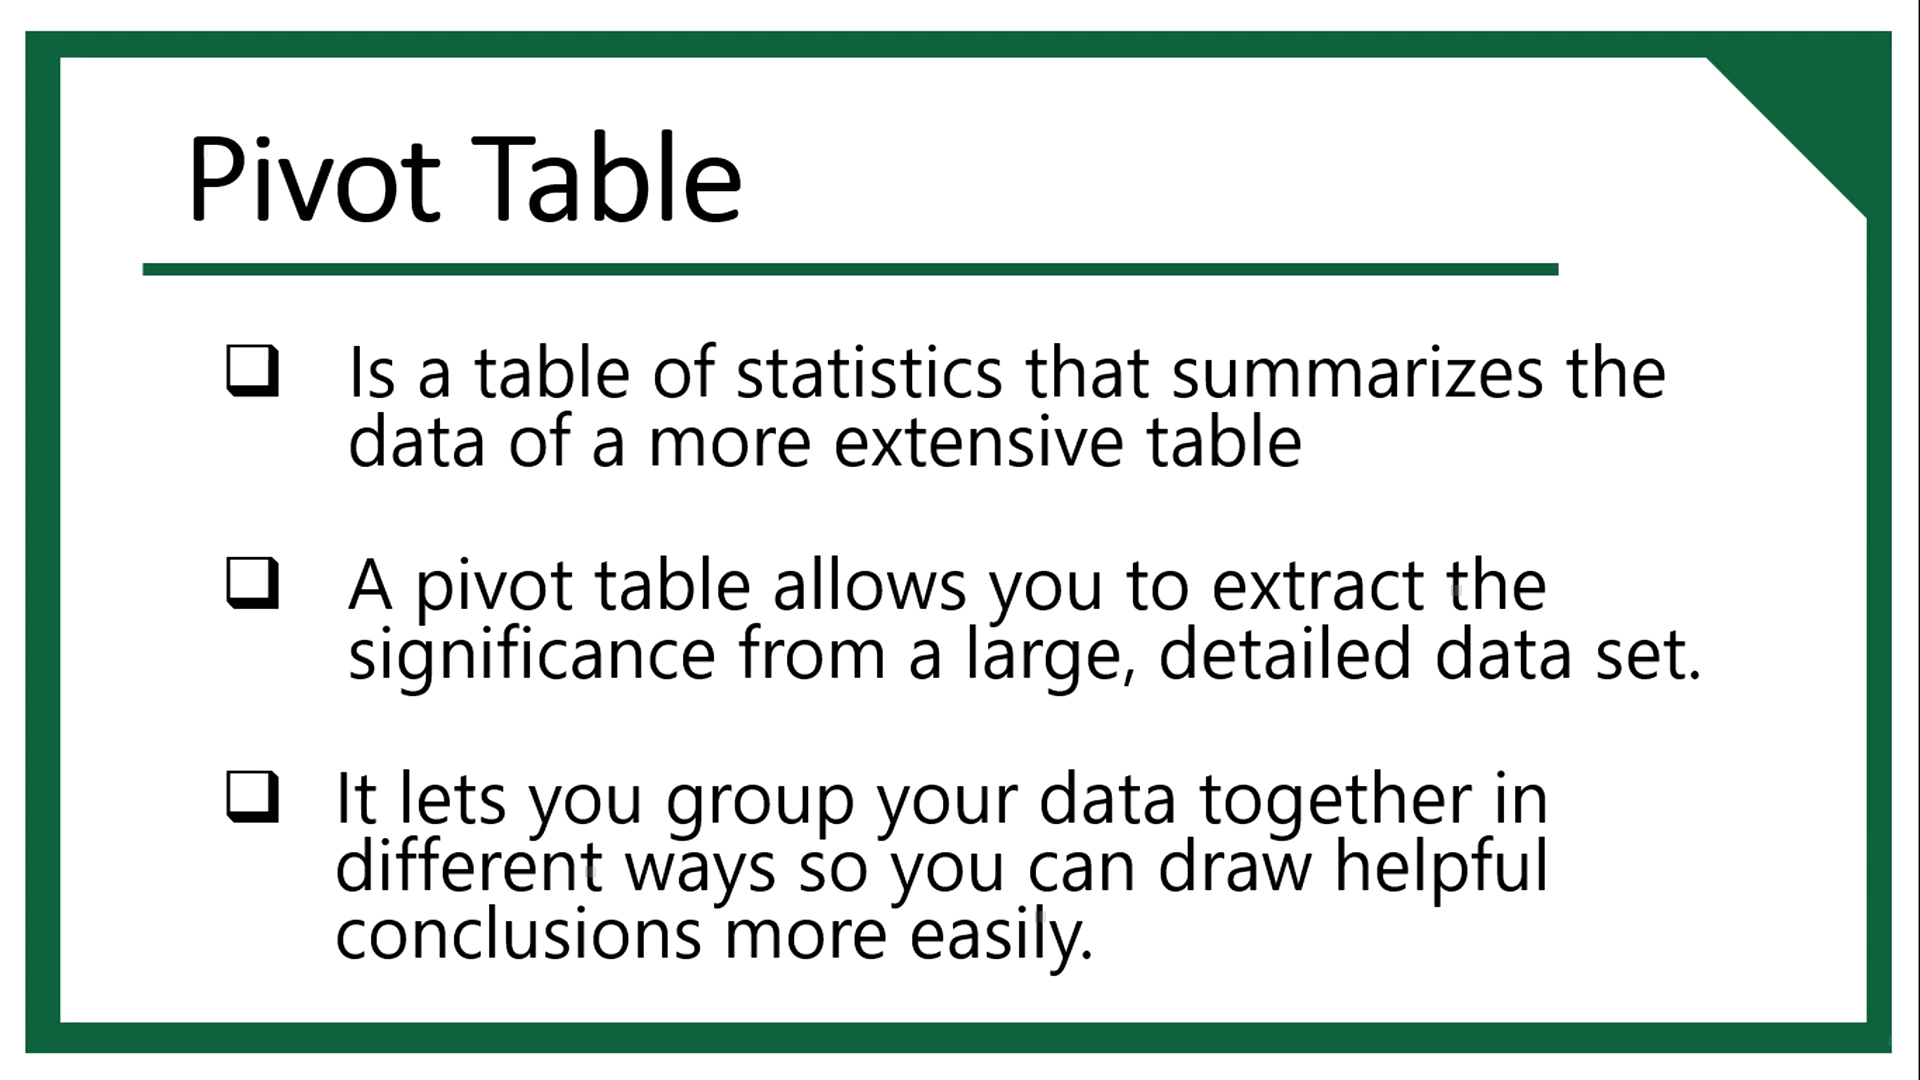 Pivot Table
❑ Is a table of statistics that summarizes the
data of a more extensive table
❑ A pivot table allows you to extract the
significance from a large, detailed data set.
❑ It lets you group your data together in
different ways so you can draw helpful
conclusions more easily.